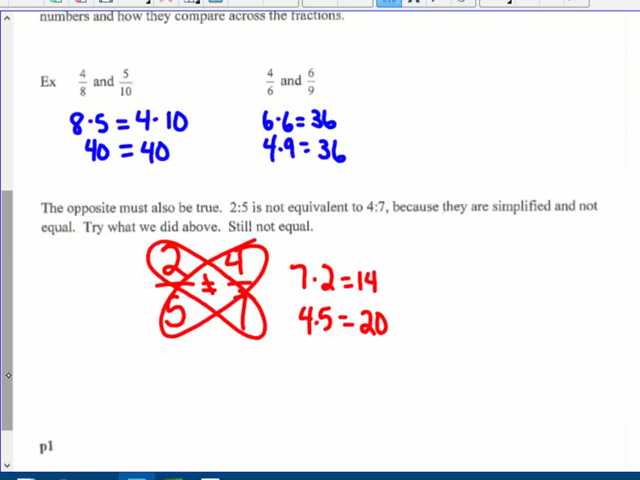 numbers and how they compare across the fractions.
Ex 4/8 and 5/10 4/6 and 6/9
8·5 = 4·10 6·6 = 36
40 = 40 4·9 = 36
The opposite must also be true. 2:5 is not equivalent to 4:7, because they are simplified and not
equal. Try what we did above. Still not equal.
2/5 ≠ 4/7
7·2 = 14
4·5 = 20
p1